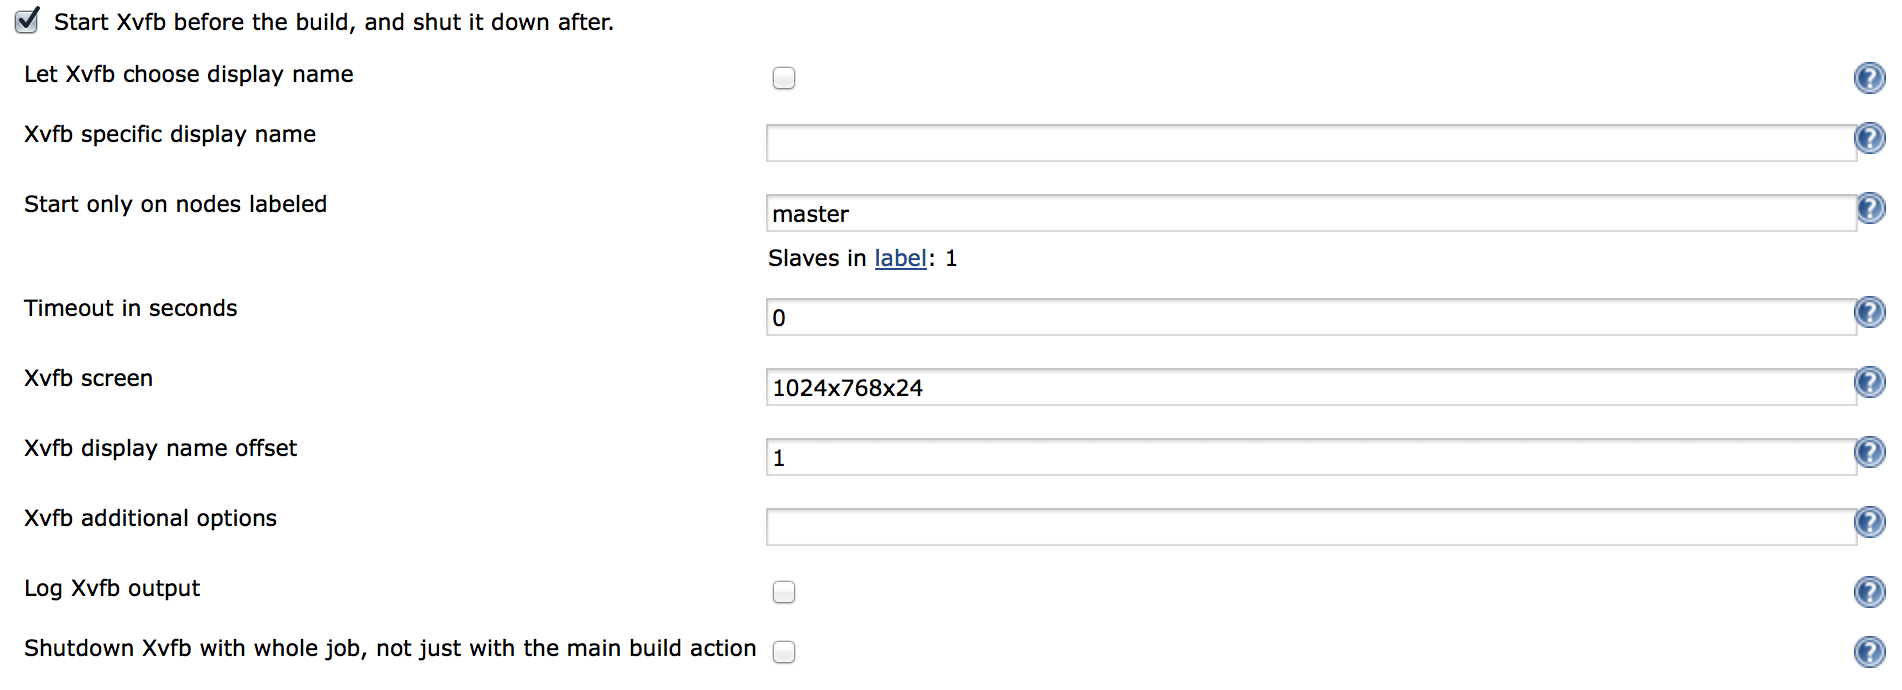 Start Xvfb before the build, and shut it down after.
Let Xvfb choose display name
Xvfb specific display name
Start only on nodes labeled
master
Slaves in label: 1
Timeout in seconds
0
Xvfb screen
1024x768x24
Xvfb display name offset
1
Xvfb additional options
Log Xvfb output
Shutdown Xvfb with whole job, not just with the main build action